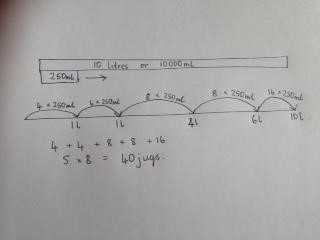 10 litres or 10000ml
250ml
4 x 250ml 4 x 250ml 8 x 250ml 8 x 250ml 16 x 250ml
1l 1l 4l 6l 10l
4 + 4 + 8 + 8 + 16
5 x 8 = 40 jugs.